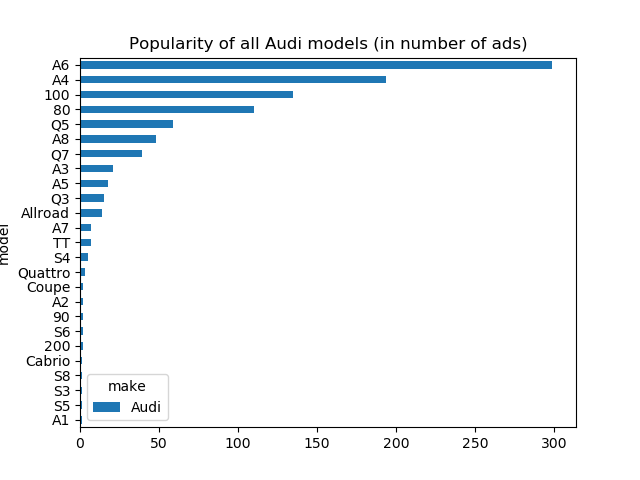 Popularity of all Audi models (in number of ads)
model
A6
A4
100
80
Q5
A8
Q7
A3
A5
Q3
Allroad
A7
TT
S4
Quattro
Coupe
A2
90
S6
200
Cabrio
S8
S3
S5
A1
make
Audi
0 50 100 150 200 250 300